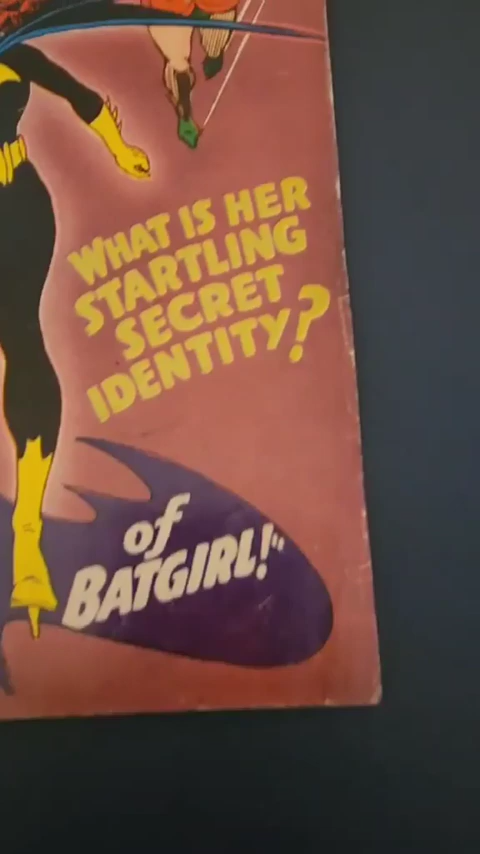 WHAT IS HER
STARTLING
SECRET
IDENTITY?
of
BATGIRL!"